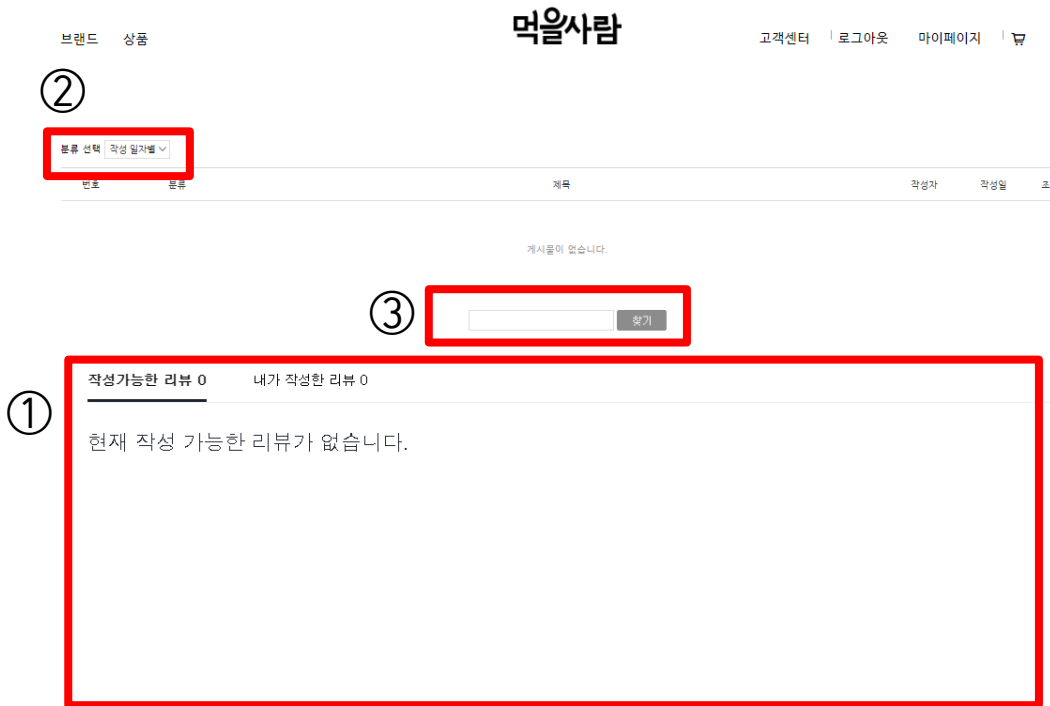 먹을사람
브랜드 상품 고객센터 로그아웃 마이페이지
②
분류 선택 작성 일자별
번호 분류 제목 작성자 작성일 조
게시물이 없습니다.
③ 찾기
작성가능한 리뷰 0 내가 작성한 리뷰 0
①
현재 작성 가능한 리뷰가 없습니다.